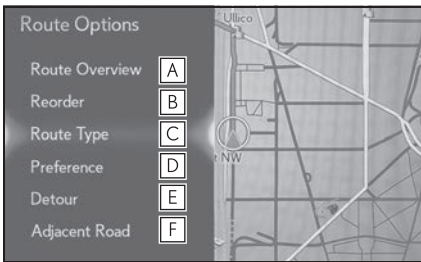 Route Options
Ullico
Route Overview A
Reorder B
Route Type C
t NW
Preference D
Detour E
Adjacent Road F